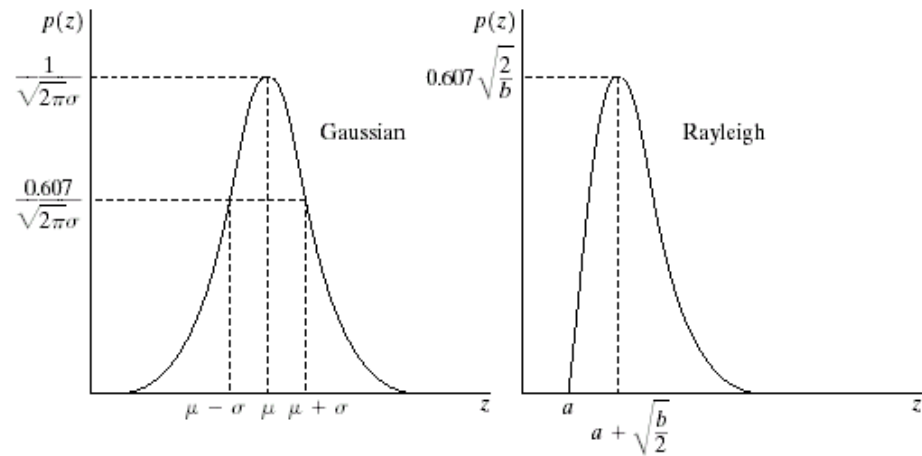 p(z)
1/√2πσ
Gaussian
0.607/√2πσ
μ − σ μ μ + σ z
p(z)
0.607√2/b
Rayleigh
a z
a + √b/2